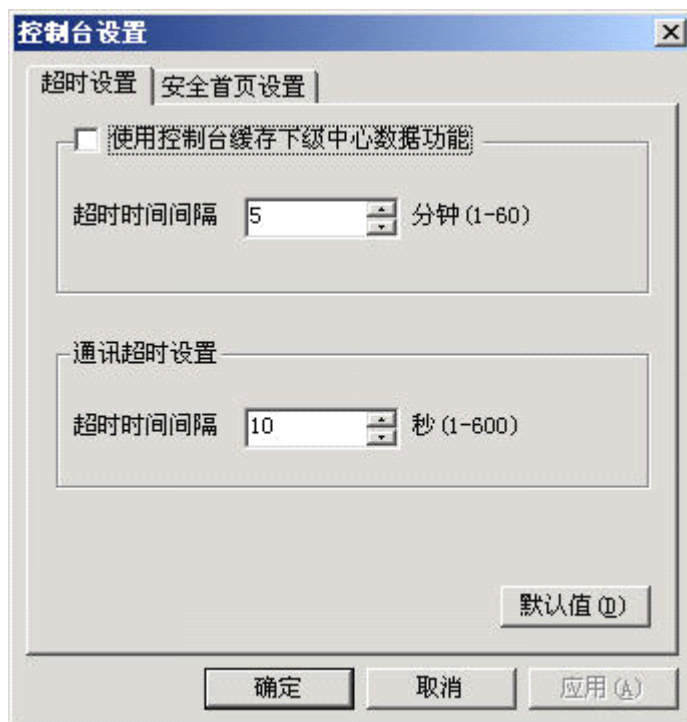 控制台设置
超时设置 安全首页设置
使用控制台缓存下级中心数据功能
超时时间间隔 5 分钟(1-60)
通讯超时设置
超时时间间隔 10 秒(1-600)
默认值(D)
确定 取消 应用(A)